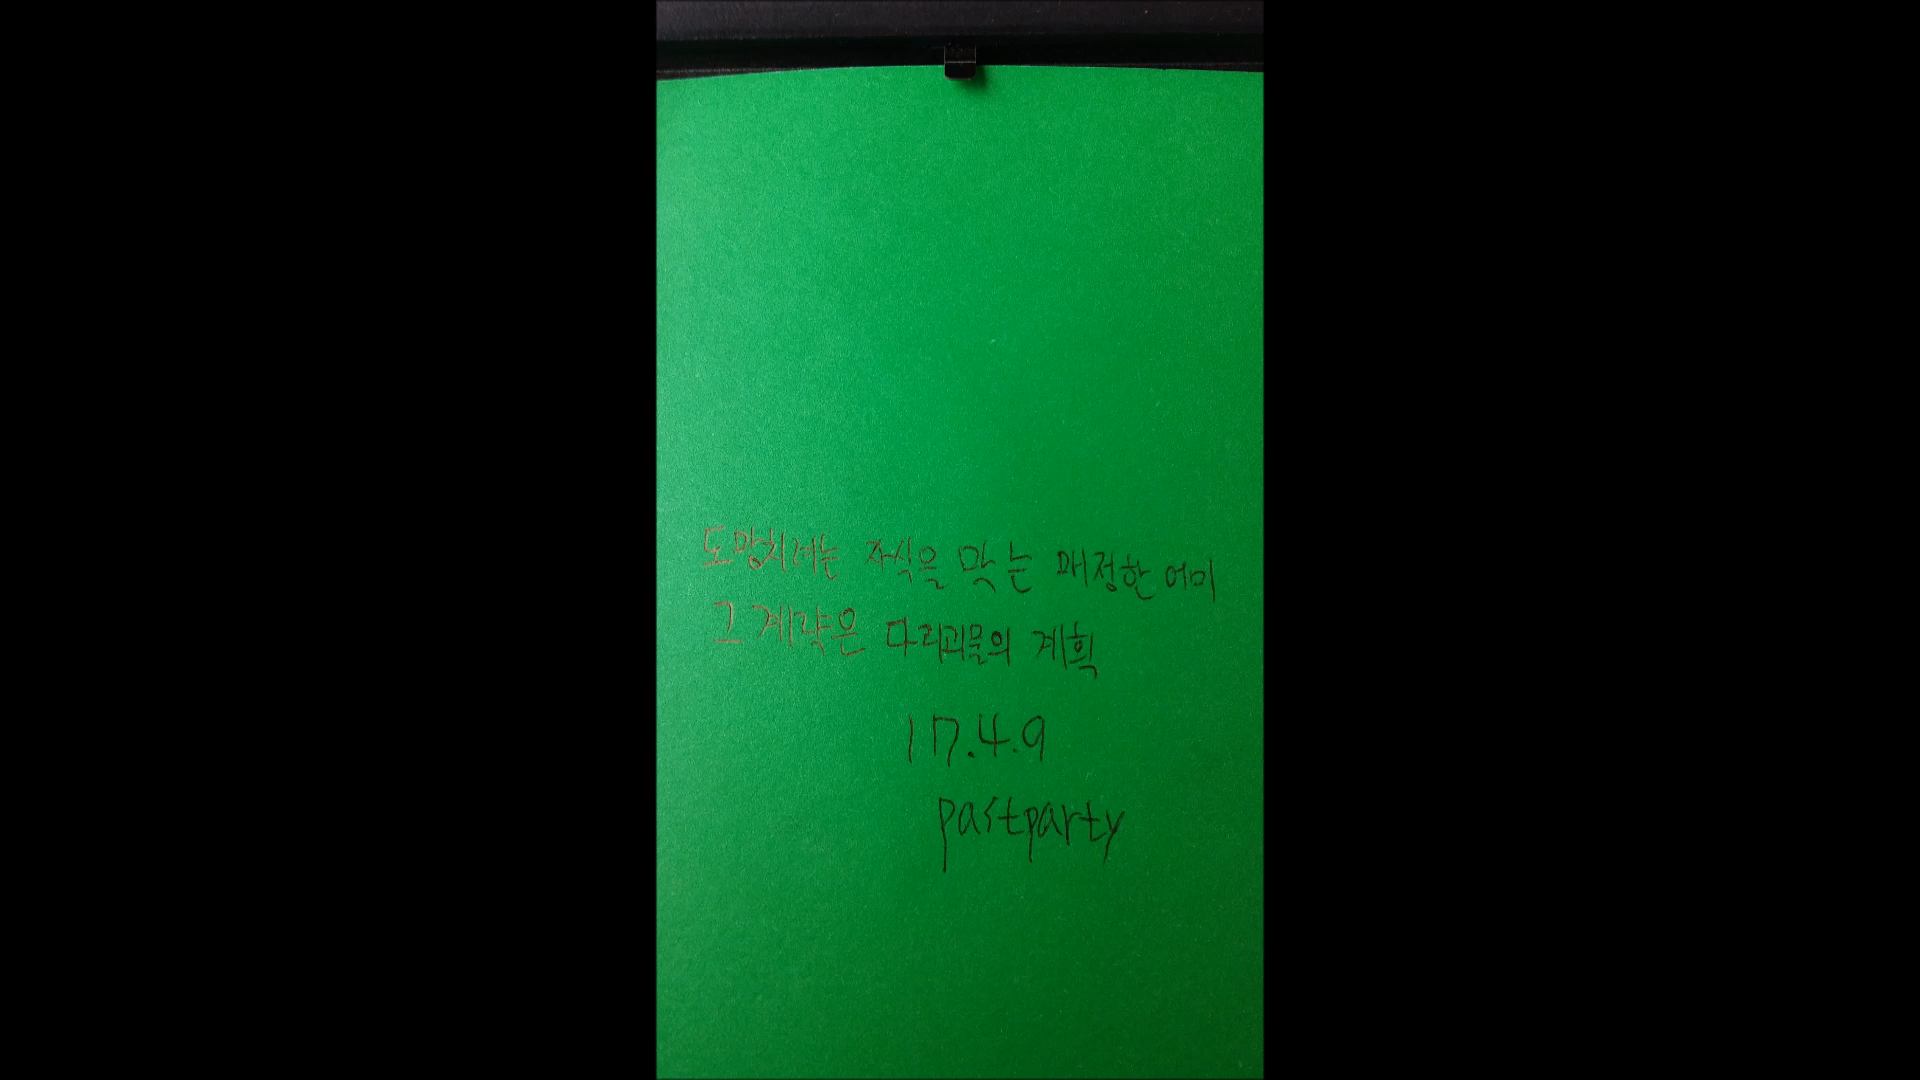 도망치려는 자식을 맞는 매정한 어미
그 계략은 다리괴물의 계획
17.4.9
pastparty